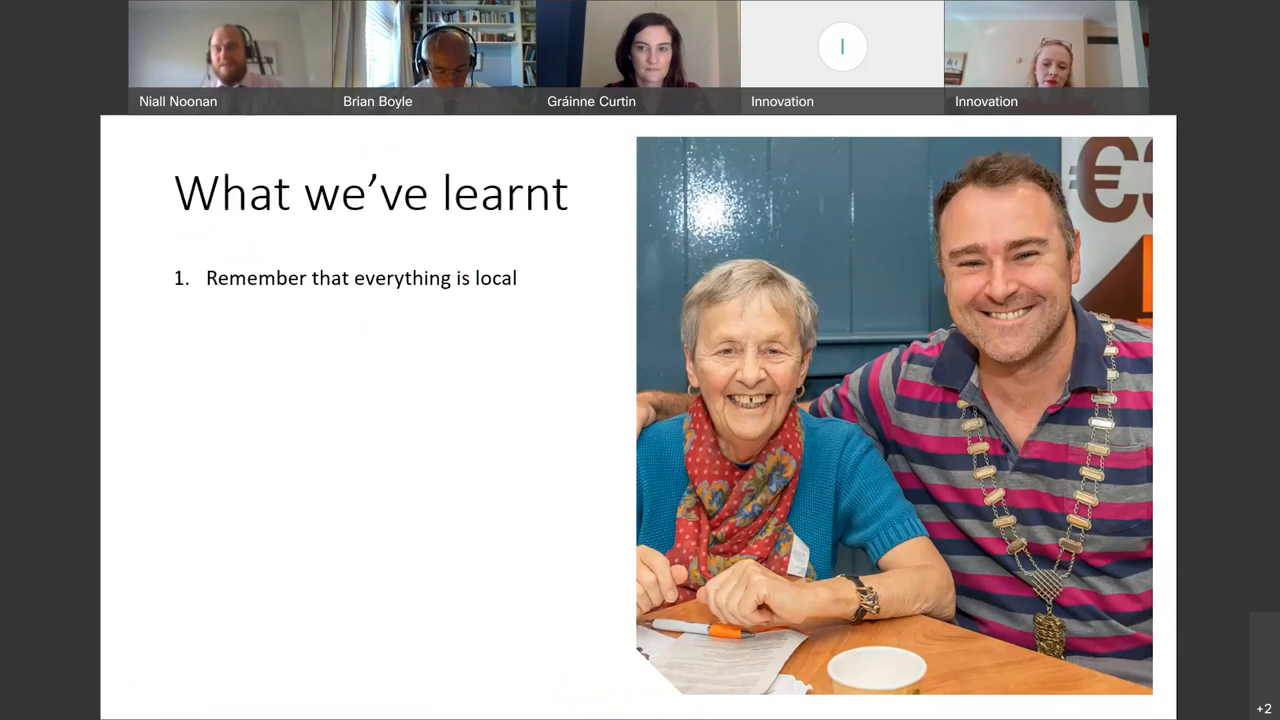 Niall Noonan
Brian Boyle
Gráinne Curtin
I
Innovation
Innovation
What we’ve learnt
1. Remember that everything is local
€3
+2